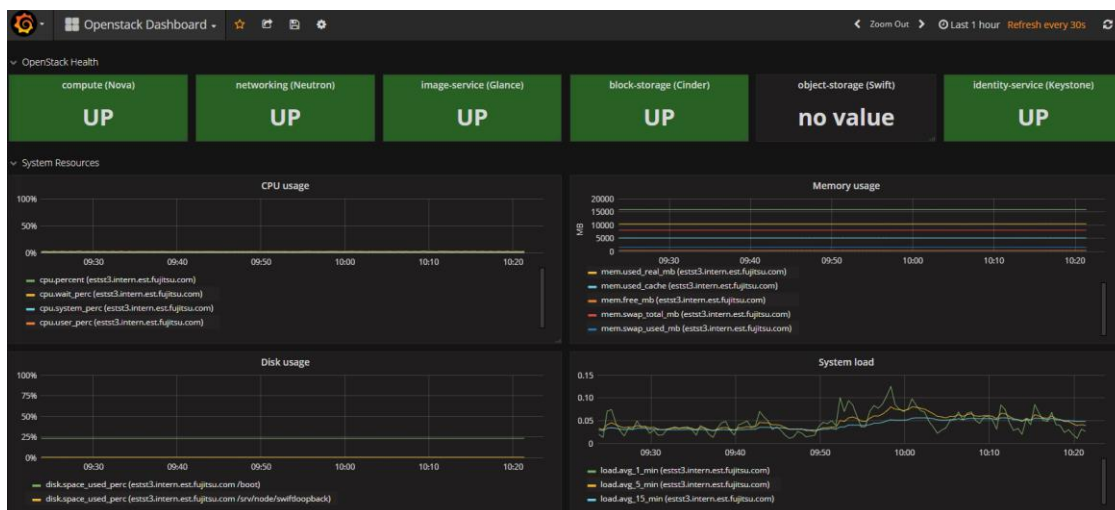 Openstack Dashboard
Zoom Out Last 1 hour Refresh every 30s
OpenStack Health
compute (Nova) networking (Neutron) image-service (Glance) block-storage (Cinder) object-storage (Swift) identity-service (Keystone)
UP UP UP UP no value UP
System Resources
CPU usage
100%
50%
0%
09:30 09:40 09:50 10:00 10:10 10:20
cpu.percent (estst3.intern.est.fujitsu.com)
cpu.wait_perc (estst3.intern.est.fujitsu.com)
cpu.system_perc (estst3.intern.est.fujitsu.com)
cpu.user_perc (estst3.intern.est.fujitsu.com)
Memory usage
MB
20000
15000
10000
5000
0
09:30 09:40 09:50 10:00 10:10 10:20
mem.used_real_mb (estst3.intern.est.fujitsu.com)
mem.used_cache (estst3.intern.est.fujitsu.com)
mem.free_mb (estst3.intern.est.fujitsu.com)
mem.swap_total_mb (estst3.intern.est.fujitsu.com)
mem.swap_used_mb (estst3.intern.est.fujitsu.com)
Disk usage
100%
75%
50%
25%
0%
09:30 09:40 09:50 10:00 10:10 10:20
disk.space_used_perc (estst3.intern.est.fujitsu.com /boot)
disk.space_used_perc (estst3.intern.est.fujitsu.com /srv/node/swiftloopback)
System load
0.15
0.10
0.05
0
09:30 09:40 09:50 10:00 10:10 10:20
load.avg_1_min (estst3.intern.est.fujitsu.com)
load.avg_5_min (estst3.intern.est.fujitsu.com)
load.avg_15_min (estst3.intern.est.fujitsu.com)